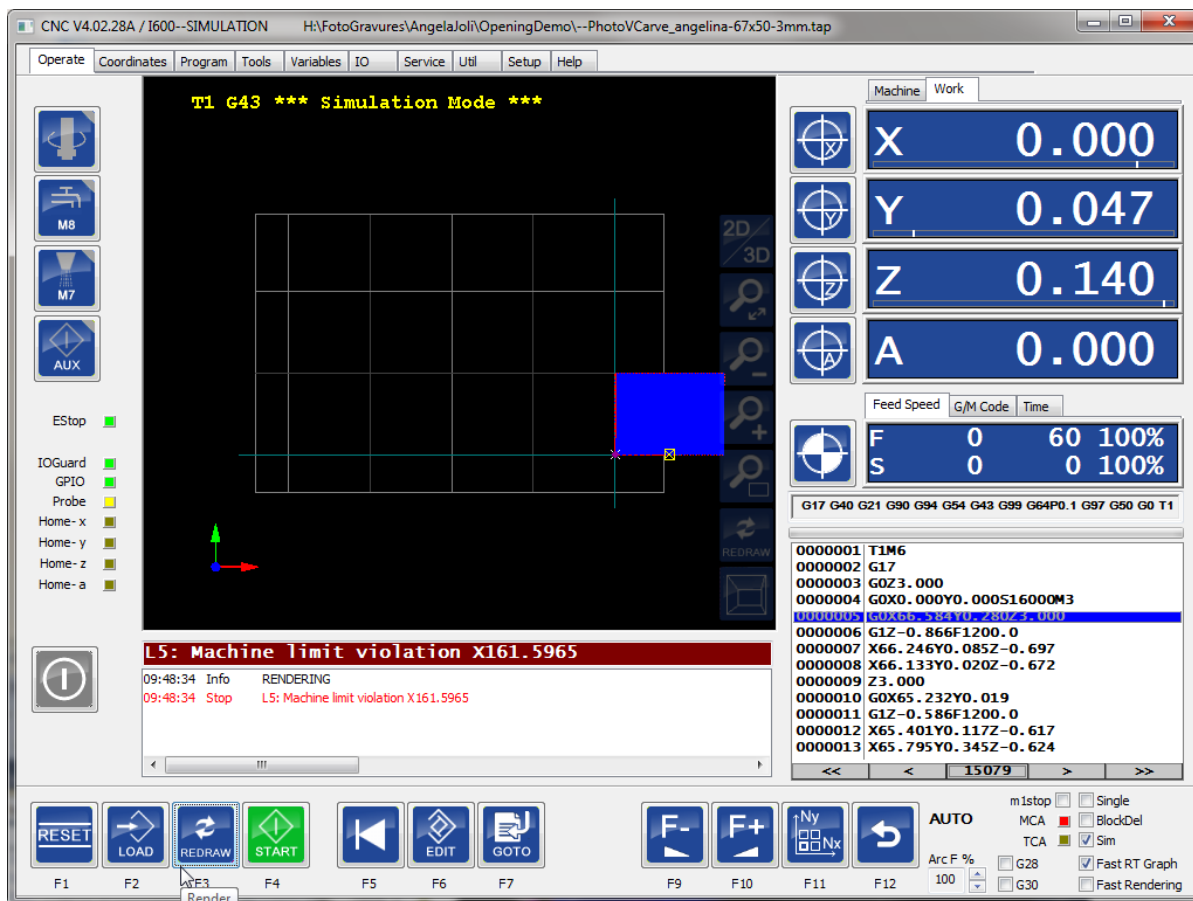 CNC V4.02.28A / I600--SIMULATION H:\FotoGravures\AngelaJoli\OpeningDemo\--PhotoVCarve_angelina-67x50-3mm.tap
Operate Coordinates Program Tools Variables IO Service Util Setup Help
T1 G43 *** Simulation Mode ***
M8
M7
AUX
EStop
IOGuard
GPIO
Probe
Home-x
Home-y
Home-z
Home-a
2D/3D
REDRAW
Machine Work
X 0.000
Y 0.047
Z 0.140
A 0.000
Feed Speed G/M Code Time
F 0 60 100%
S 0 0 100%
G17 G40 G21 G90 G94 G54 G43 G99 G64P0.1 G97 G50 G0 T1
0000001 T1M6
0000002 G17
0000003 G0Z3.000
0000004 G0X0.000Y0.000S16000M3
0000005 G0X66.584Y0.280Z3.000
0000006 G1Z-0.866F1200.0
0000007 X66.246Y0.085Z-0.697
0000008 X66.133Y0.020Z-0.672
0000009 Z3.000
0000010 G0X65.232Y0.019
0000011 G1Z-0.586F1200.0
0000012 X65.401Y0.117Z-0.617
0000013 X65.795Y0.345Z-0.624
<< < 15079 > >>
L5: Machine limit violation X161.5965
09:48:34 Info RENDERING
09:48:34 Stop L5: Machine limit violation X161.5965
RESET LOAD REDRAW START EDIT GOTO F- F+ Ny Nx
F1 F2 F3 F4 F5 F6 F7 F9 F10 F11 F12
Render
AUTO
m1stop Single
MCA BlockDel
TCA Sim
Arc F %
100
G28 Fast RT Graph
G30 Fast Rendering